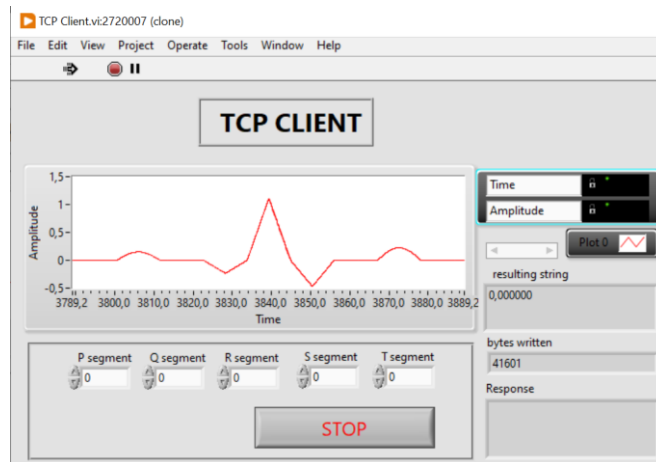 TCP Client.vi:2720007 (clone)
File Edit View Project Operate Tools Window Help
TCP CLIENT
1,5
1
0,5
0
-0,5
Amplitude
3789,2 3800,0 3810,0 3820,0 3830,0 3840,0 3850,0 3860,0 3870,0 3880,0 3889,2
Time
Time
Amplitude
Plot 0
resulting string
0,000000
bytes written
41601
Response
P segment Q segment R segment S segment T segment
0 0 0 0 0
STOP